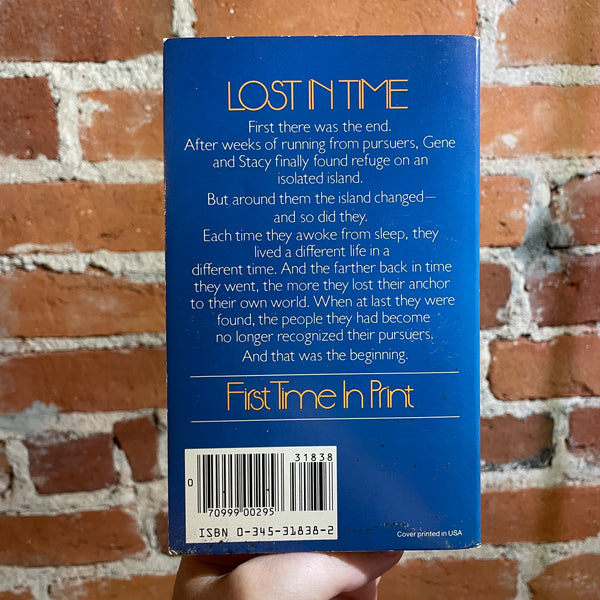 LOST IN TIME
First there was the end.
After weeks of running from pursuers, Gene
and Stacy finally found refuge on an
isolated island.
But around them the island changed—
and so did they.
Each time they awoke from sleep, they
lived a different life in a
different time. And the farther back in time
they went, the more they lost their anchor
to their own world. When at last they were
found, the people they had become
no longer recognized their pursuers.
And that was the beginning.
First Time In Print
31838
0
70999 00295
ISBN 0-345-31838-2
Cover printed in USA